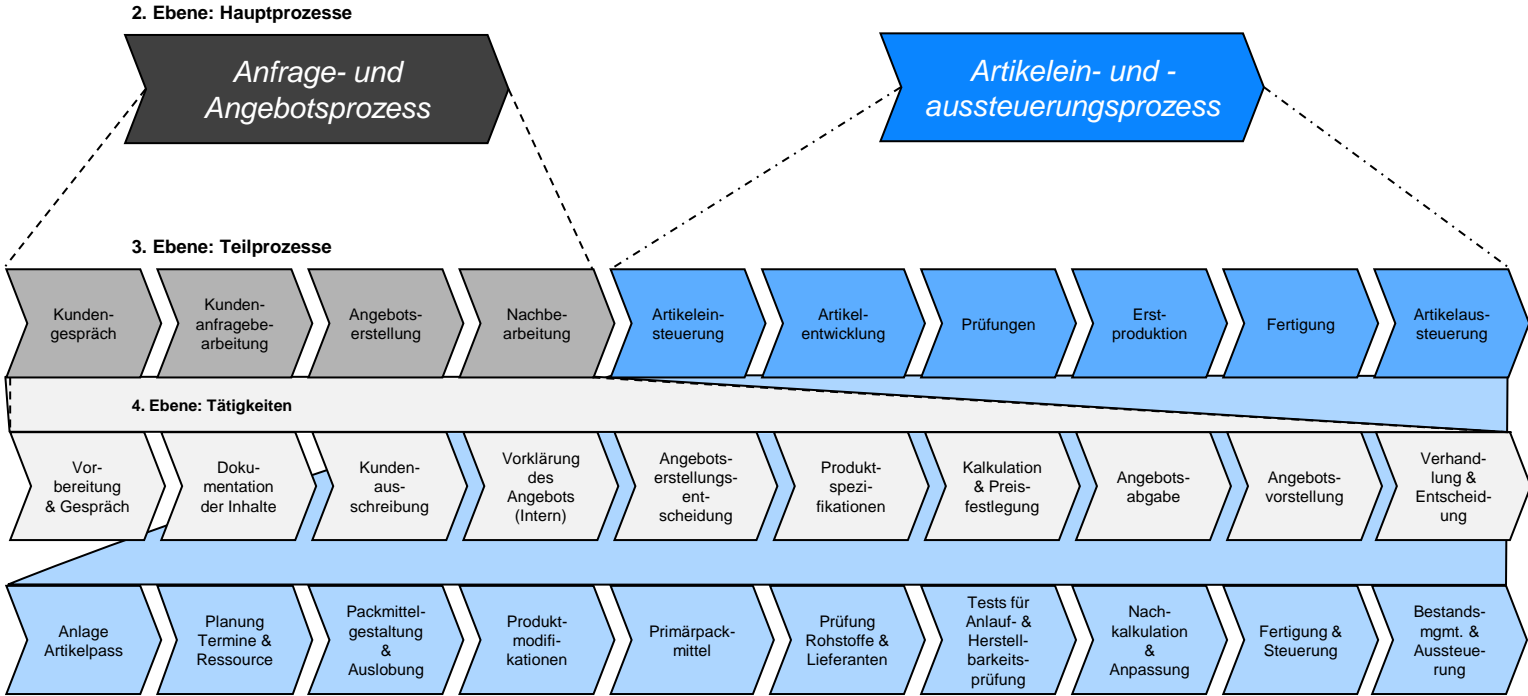 2. Ebene: Hauptprozesse
Anfrage- und
Angebotsprozess
Artikelein- und -
aussteuerungsprozess
3. Ebene: Teilprozesse
Kunden-
gespräch
Kunden-
anfragebe-
arbeitung
Angebots-
erstellung
Nachbe-
arbeitung
Artikelein-
steuerung
Artikel-
entwicklung
Prüfungen
Erst-
produktion
Fertigung
Artikelaus-
steuerung
4. Ebene: Tätigkeiten
Vor-
bereitung
& Gespräch
Doku-
mentation
der Inhalte
Kunden-
aus-
schreibung
Vorklärung
des
Angebots
(Intern)
Angebots-
erstellungs-
ent-
scheidung
Produkt-
spezi-
fikationen
Kalkulation
& Preis-
festlegung
Angebots-
abgabe
Angebots-
vorstellung
Verhand-
lung &
Entscheid-
ung
Anlage
Artikelpass
Planung
Termine &
Ressource
Packmittel-
gestaltung
&
Auslobung
Produkt-
modifi-
kationen
Primärpack-
mittel
Prüfung
Rohstoffe &
Lieferanten
Tests für
Anlauf- &
Herstell-
barkeits-
prüfung
Nach-
kalkulation
&
Anpassung
Fertigung &
Steuerung
Bestands-
mgmt. &
Aussteue-
rung